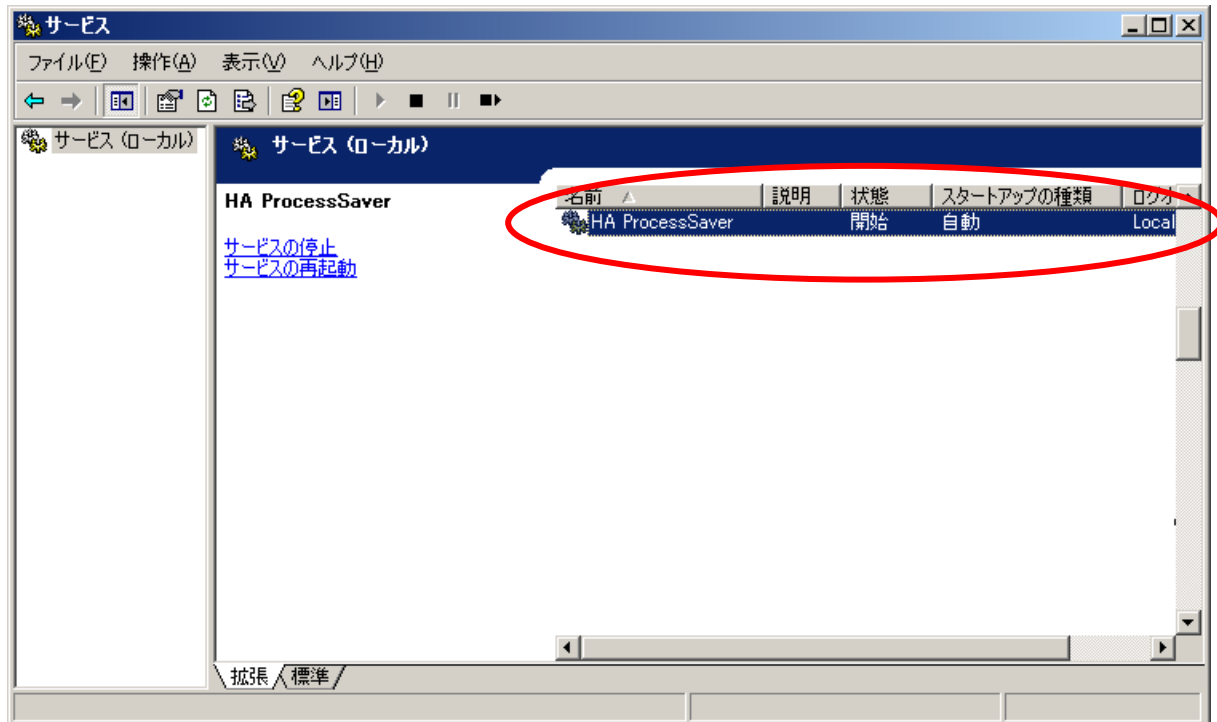 サービス
ファイル(F) 操作(A) 表示(V) ヘルプ(H)
サービス (ローカル)
サービス (ローカル)
HA ProcessSaver
サービスの停止
サービスの再起動
名前 説明 状態 スタートアップの種類 ログオ
HA ProcessSaver 開始 自動 Local
拡張 標準